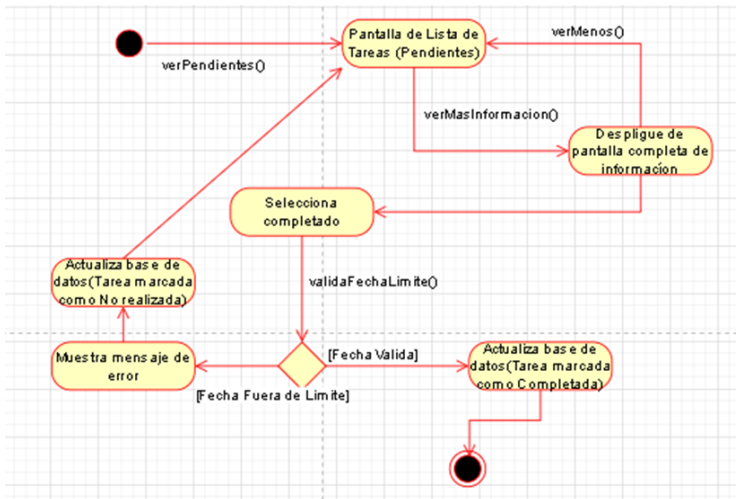 Pantalla de Lista de
Tareas (Pendientes)
verMenos()
verPendientes()
verMasInformacion()
Despligue de
pantalla completa de
informacíon
Selecciona
completado
Actualiza base de
datos(Tarea marcada
como No realizada)
validaFechaLimite()
Muestra mensaje de
error
[Fecha Valida]
Actualiza base de
datos(Tarea marcada
como Completada)
[Fecha Fuera de Limite]